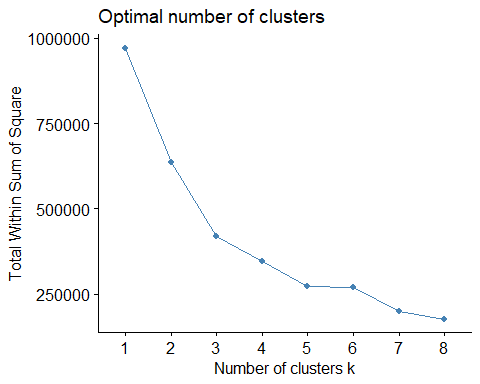 Optimal number of clusters
1000000
750000
500000
250000
Total Within Sum of Square
1 2 3 4 5 6 7 8
Number of clusters k